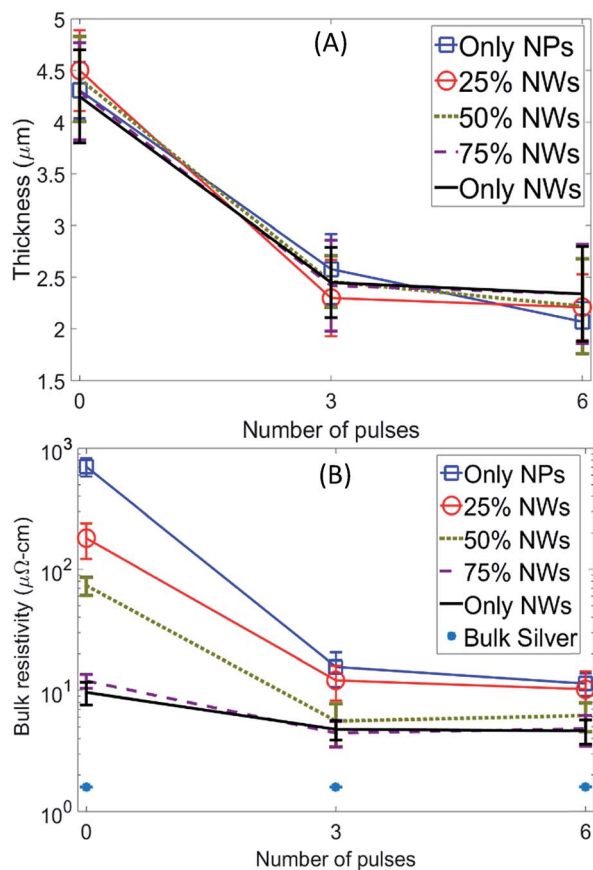 (A)
5
4.5
4
3.5
3
2.5
2
1.5
Thickness (μm)
Only NPs
25% NWs
50% NWs
75% NWs
Only NWs
0
3
6
Number of pulses
(B)
10³
10²
10¹
10⁰
Bulk resistivity (μΩ-cm)
Only NPs
25% NWs
50% NWs
75% NWs
Only NWs
Bulk Silver
0
3
6
Number of pulses